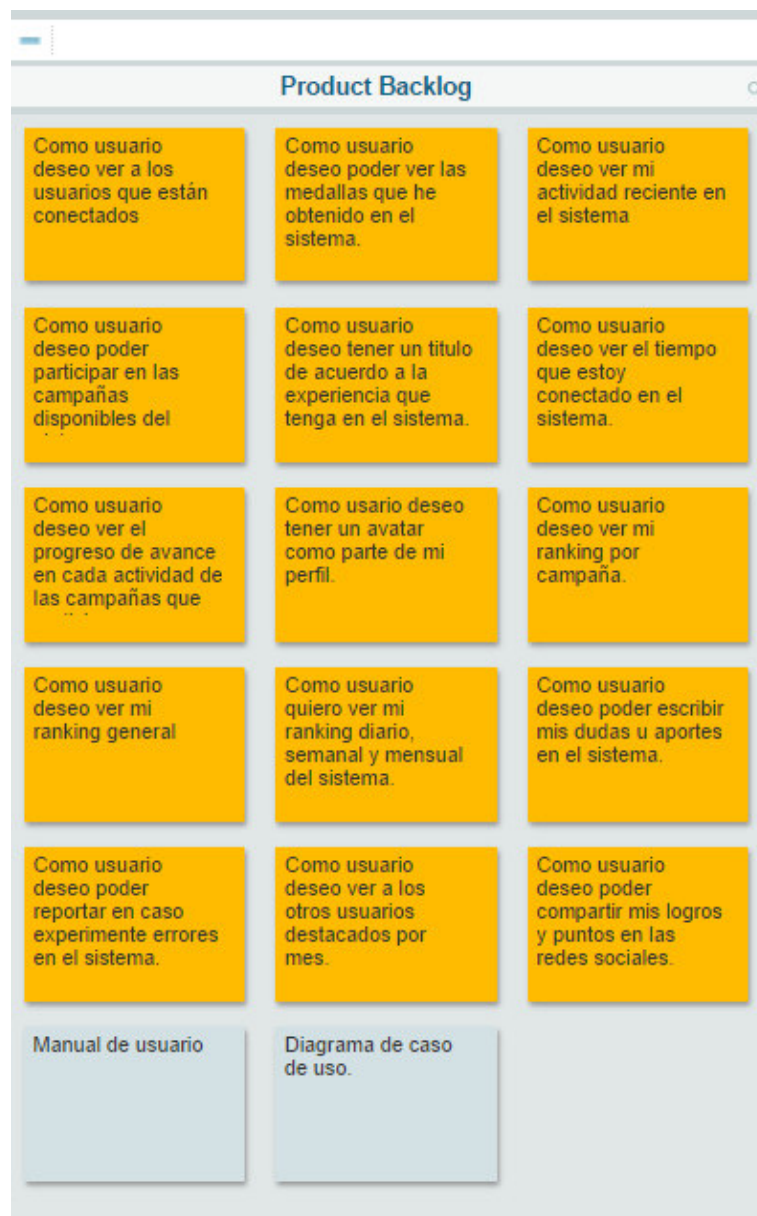 Product Backlog
Como usuario
deseo ver a los
usuarios que están
conectados
Como usuario
deseo poder ver las
medallas que he
obtenido en el
sistema.
Como usuario
deseo ver mi
actividad reciente en
el sistema
Como usuario
deseo poder
participar en las
campañas
disponibles del
Como usuario
deseo tener un titulo
de acuerdo a la
experiencia que
tenga en el sistema.
Como usuario
deseo ver el tiempo
que estoy
conectado en el
sistema.
Como usuario
deseo ver el
progreso de avance
en cada actividad de
las campañas que
Como usario deseo
tener un avatar
como parte de mi
perfil.
Como usuario
deseo ver mi
ranking por
campaña.
Como usuario
deseo ver mi
ranking general
Como usuario
quiero ver mi
ranking diario,
semanal y mensual
del sistema.
Como usuario
deseo poder escribir
mis dudas u aportes
en el sistema.
Como usuario
deseo poder
reportar en caso
experimente errores
en el sistema.
Como usuario
deseo ver a los
otros usuarios
destacados por
mes.
Como usuario
deseo poder
compartir mis logros
y puntos en las
redes sociales.
Manual de usuario
Diagrama de caso
de uso.